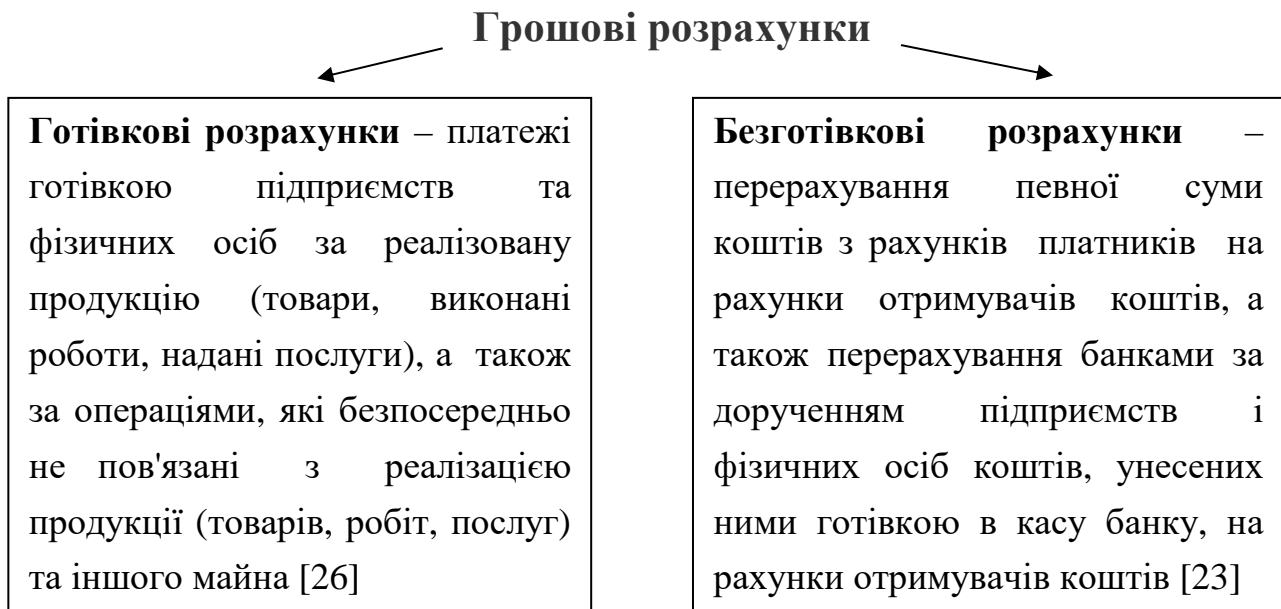 Грошові розрахунки
Готівкові розрахунки – платежі
готівкою підприємств та
фізичних осіб за реалізовану
продукцію (товари, виконані
роботи, надані послуги), а також
за операціями, які безпосередньо
не пов'язані з реалізацією
продукції (товарів, робіт, послуг)
та іншого майна [26]
Безготівкові розрахунки –
перерахування певної суми
коштів з рахунків платників на
рахунки отримувачів коштів, а
також перерахування банками за
дорученням підприємств і
фізичних осіб коштів, унесених
ними готівкою в касу банку, на
рахунки отримувачів коштів [23]